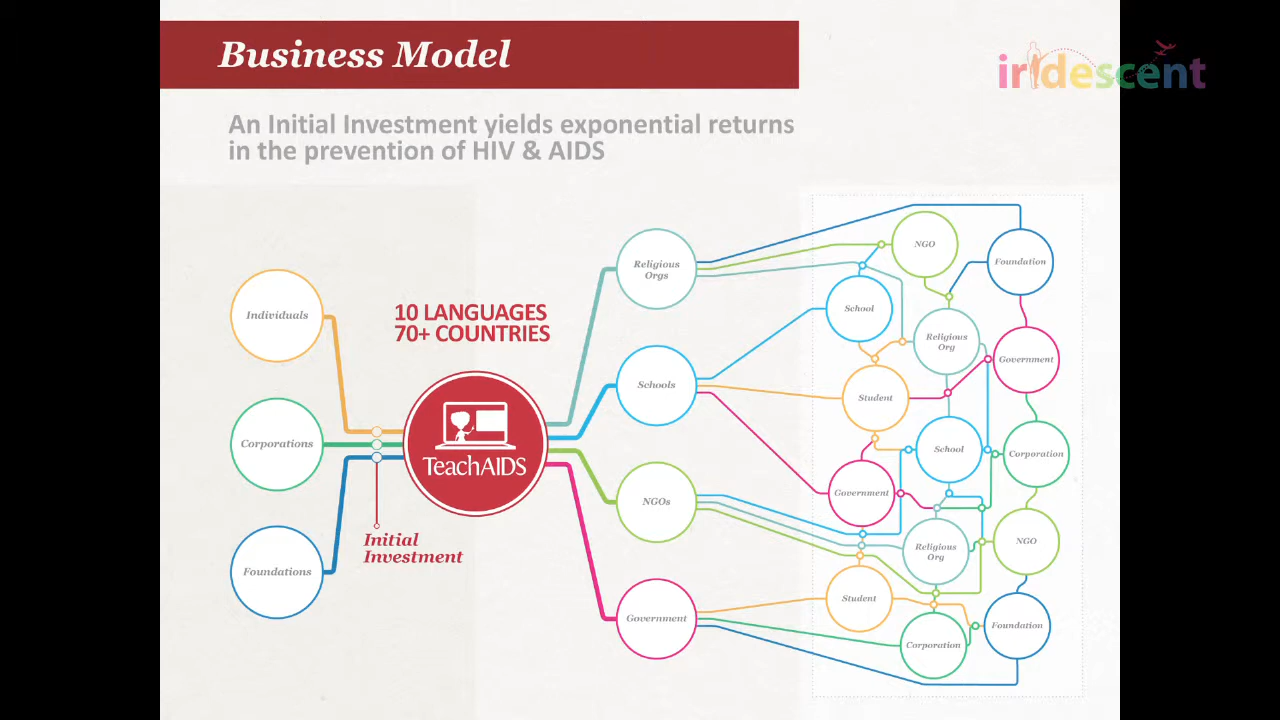 Business Model
iridescent
An Initial Investment yields exponential returns
in the prevention of HIV & AIDS
Individuals
Corporations
Foundations
10 LANGUAGES
70+ COUNTRIES
TeachAIDS
Initial
Investment
Religious
Orgs
Schools
NGOs
Government
NGO
Foundation
School
Religious
Org
Government
Student
School
Corporation
Government
Religious
Org
NGO
Student
Foundation
Corporation